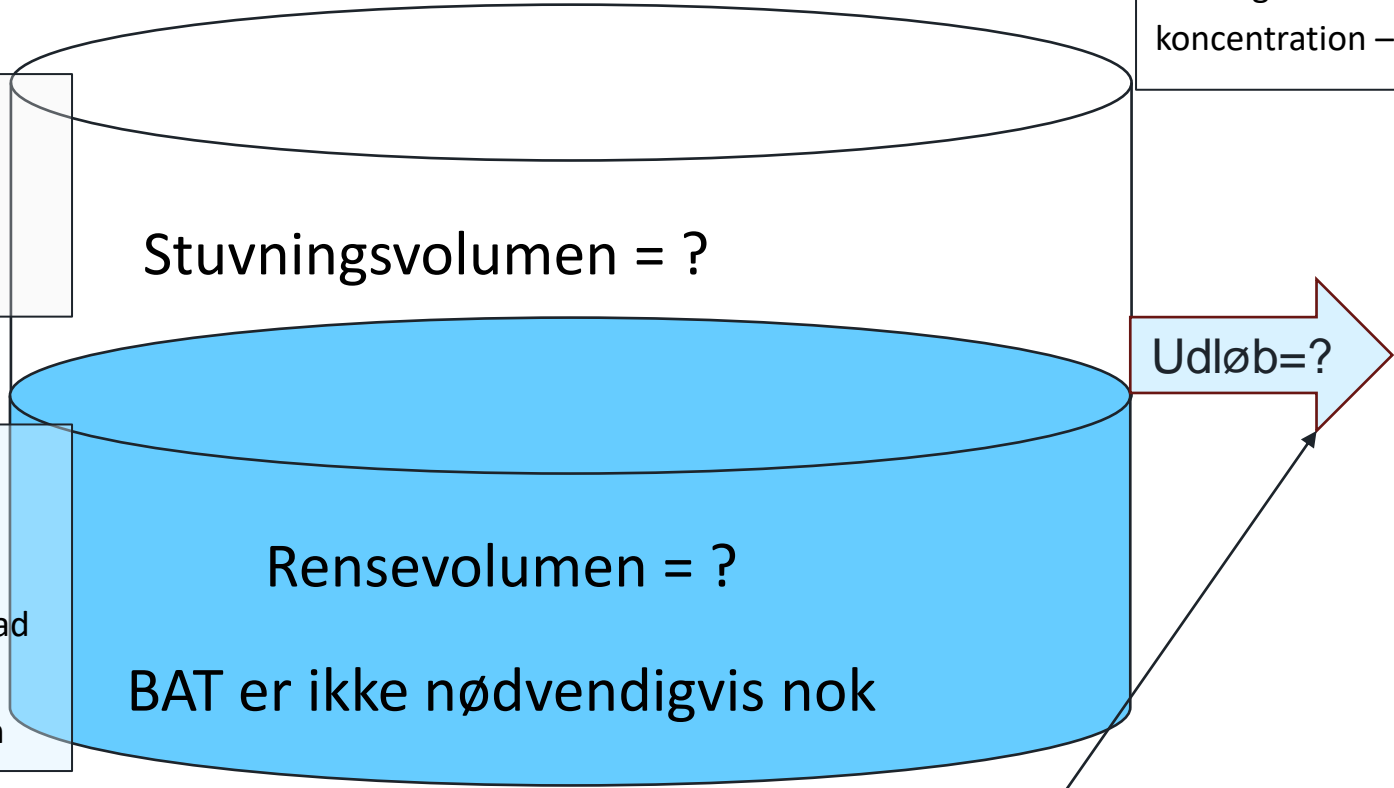 koncentration –
Stuvningsvolumen = ?
Udløb=?
Rensevolumen = ?
BAT er ikke nødvendigvis nok